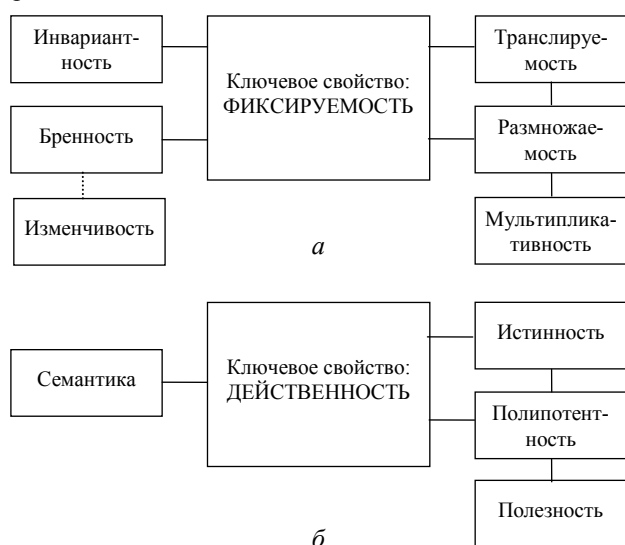 Инвариант-
ность
Ключевое свойство:
ФИКСИРУЕМОСТЬ
Транслируе-
мость
Бренность
Размножае-
мость
Изменчивость
Мультиплика-
тивность
а
Семантика
Ключевое свойство:
ДЕЙСТВЕННОСТЬ
Истинность
Полипотент-
ность
Полезность
б